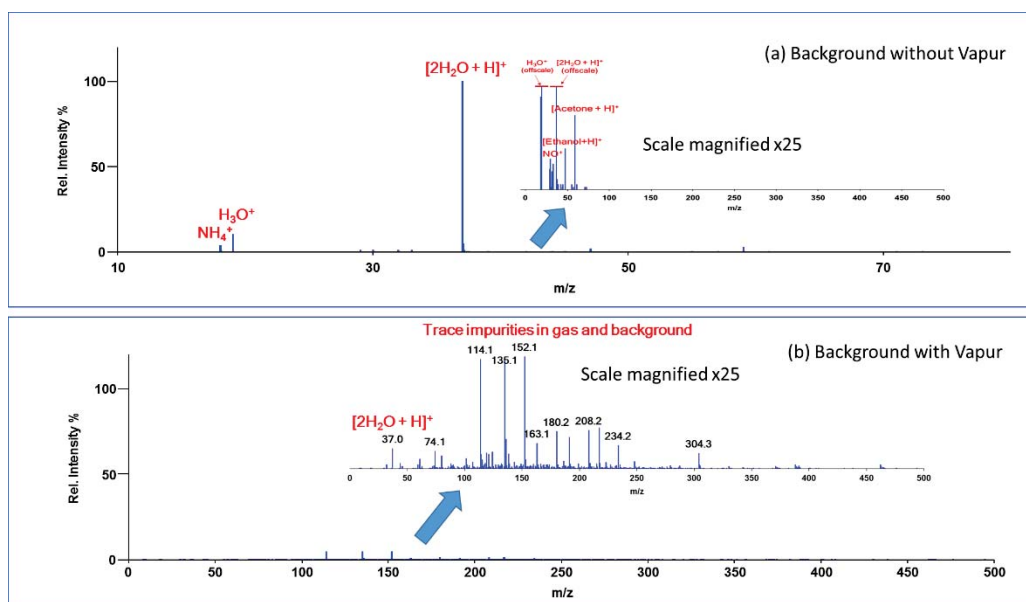 (a) Background without Vapur
[2H₂O + H]⁺
H₃O⁺
(offscale)
[2H₂O + H]⁺
(offscale)
[Acetone + H]⁺
[Ethanol+H]⁺
NO⁺
Scale magnified x25
0 50 100 150 200 250 300 350 400 450 500
m/z
Rel. Intensity %
100
50
0
NH₄⁺
H₃O⁺
10 30 50 70
m/z
Trace impurities in gas and background
(b) Background with Vapur
Scale magnified x25
[2H₂O + H]⁺
37.0
74.1
114.1
135.1
152.1
163.1
180.2
208.2
234.2
304.3
0 50 100 150 200 250 300 350 400 450 500
m/z
Rel. Intensity %
100
50
0
0 50 100 150 200 250 300 350 400 450 500
m/z